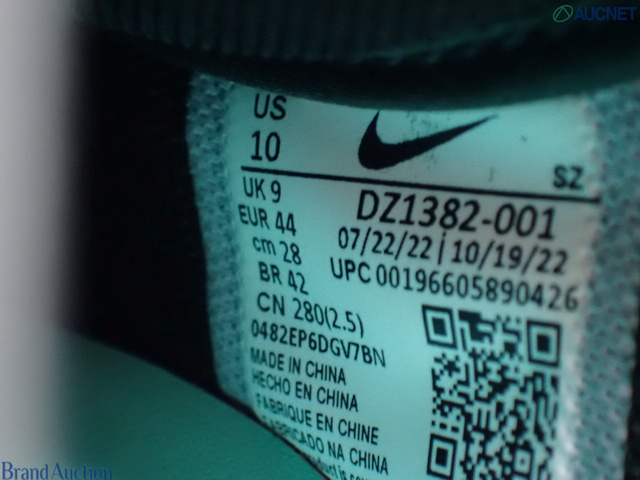 AUCNET
US
10
SZ
UK 9
DZ1382-001
EUR 44
07/22/22 | 10/19/22
cm 28
UPC 00196605890426
BR 42
CN 280(2.5)
0482EP6DGV7BN
MADE IN CHINA
HECHO EN CHINA
FABRIQUE EN CHINE
FABRICADO NA CHINA
BrandAuction